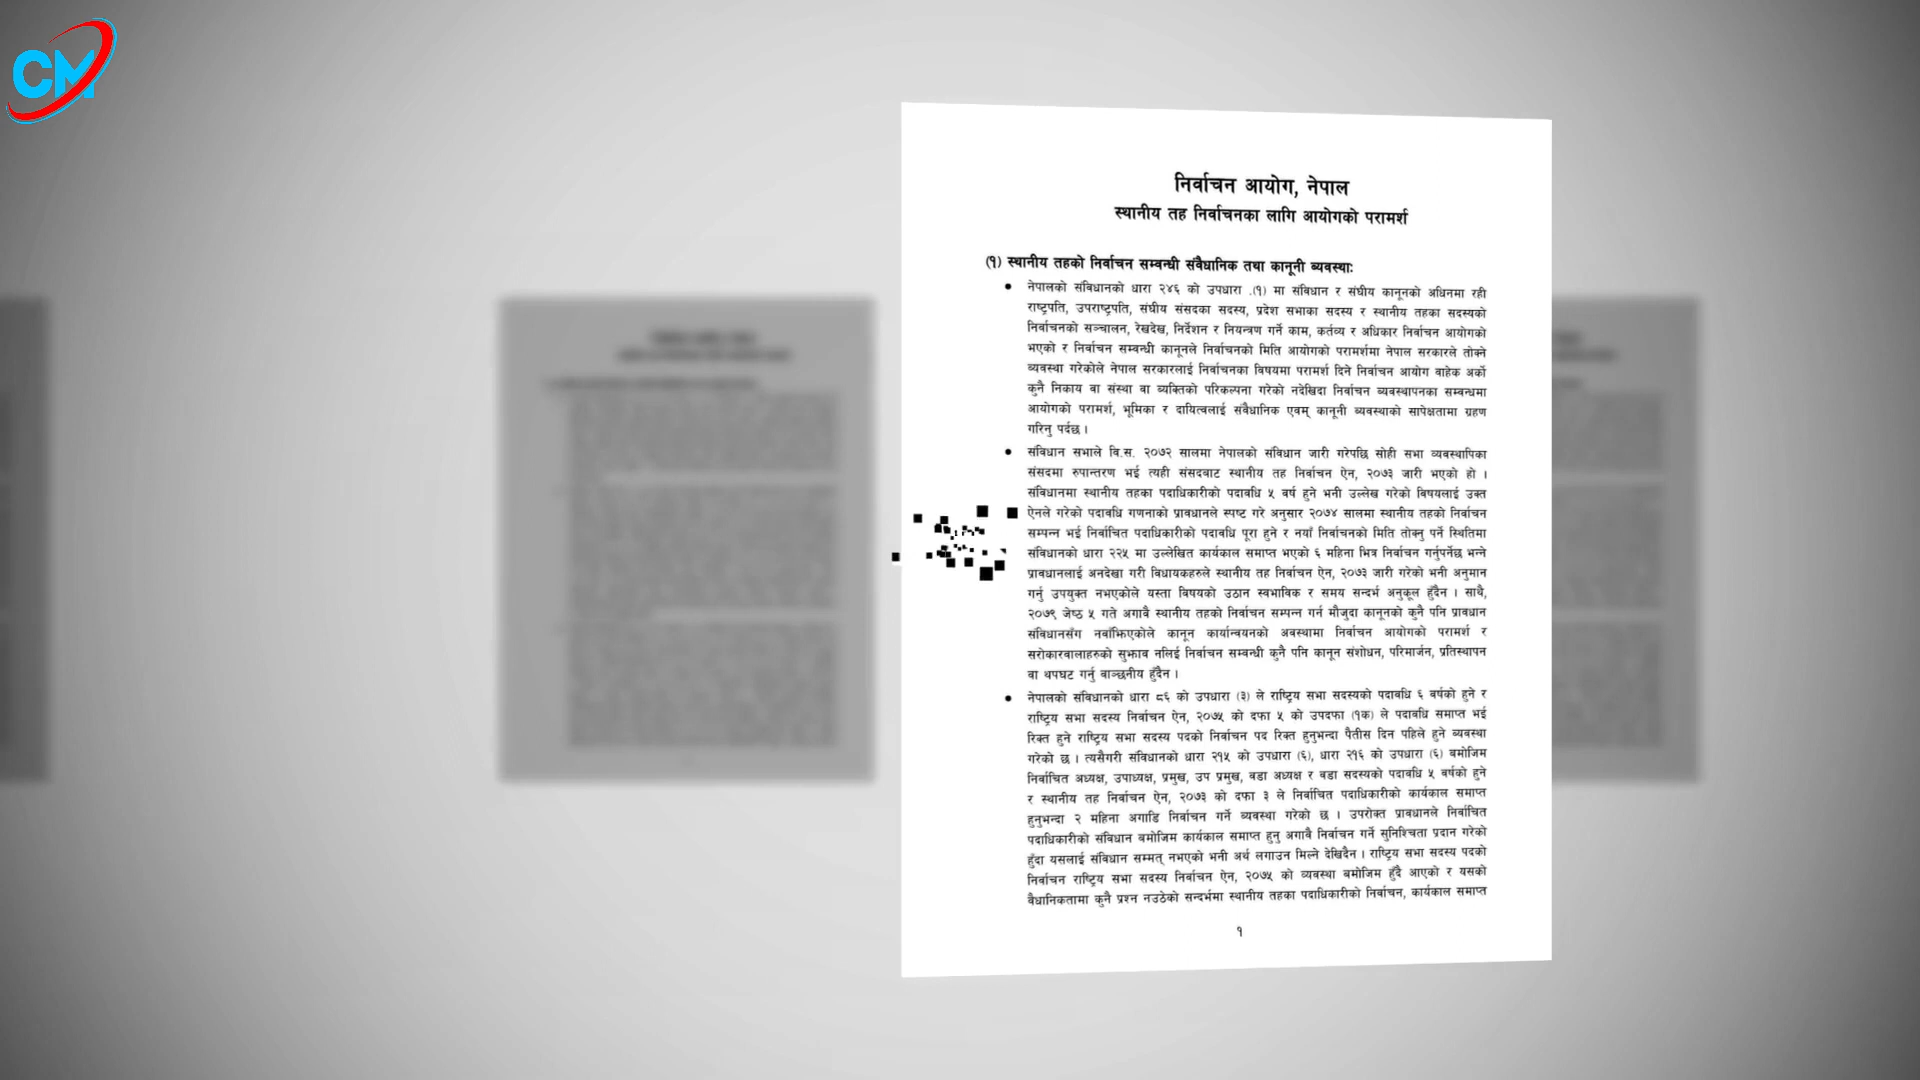 CM
निर्वाचन आयोग, नेपाल
स्थानीय तह निर्वाचनका लागि आयोगको परामर्श
(१) स्थानीय तहको निर्वाचन सम्बन्धी संवैधानिक तथा कानूनी व्यवस्थाः
● नेपालको संविधानको धारा २४६ को उपधारा .(१) मा संविधान र संघीय कानूनको अधिनमा रही
राष्ट्रपति, उपराष्ट्रपति, संघीय संसदका सदस्य, प्रदेश सभाका सदस्य र स्थानीय तहका सदस्यको
निर्वाचनको सञ्चालन, रेखदेख, निर्देशन र नियन्त्रण गर्ने काम, कर्तव्य र अधिकार निर्वाचन आयोगको
भएको र निर्वाचन सम्बन्धी कानूनले निर्वाचनको मिति आयोगको परामर्शमा नेपाल सरकारले तोक्ने
व्यवस्था गरेकोले नेपाल सरकारलाई निर्वाचनका विषयमा परामर्श दिने निर्वाचन आयोग वाहेक अर्को
कुनै निकाय वा संस्था वा व्यक्तिको परिकल्पना गरेको नदेखिदा निर्वाचन व्यवस्थापनका सम्बन्धमा
आयोगको परामर्श, भूमिका र दायित्वलाई संवैधानिक एवम् कानूनी व्यवस्थाको सापेक्षतामा ग्रहण
गरिनु पर्दछ ।
● संविधान सभाले वि.स. २०७२ सालमा नेपालको संविधान जारी गरेपछि सोही सभा व्यवस्थापिका
संसदमा रुपान्तरण भई त्यही संसदबाट स्थानीय तह निर्वाचन ऐन, २०७३ जारी भएको हो ।
संविधानमा स्थानीय तहका पदाधिकारीको पदावधि ५ वर्ष हुने भनी उल्लेख गरेको विषयलाई उक्त
ऐनले गरेको पदावधि गणनाको प्रावधानले स्पष्ट गरे अनुसार २०७४ सालमा स्थानीय तहको निर्वाचन
सम्पन्न भई निर्वाचित पदाधिकारीको पदावधि पूरा हुने र नयाँ निर्वाचनको मिति तोक्नु पर्ने स्थितिमा
संविधानको धारा २२५ मा उल्लेखित कार्यकाल समाप्त भएको ६ महिना भित्र निर्वाचन गर्नुपर्नेछ भन्ने
प्रावधानलाई अनदेखा गरी विधायकहरुले स्थानीय तह निर्वाचन ऐन, २०७३ जारी गरेको भनी अनुमान
गर्नु उपयुक्त नभएकोले यस्ता विषयको उठान स्वभाविक र समय सन्दर्भ अनुकूल हुँदैन । साथै,
२०७९ जेष्ठ ५ गते अगावै स्थानीय तहको निर्वाचन सम्पन्न गर्न मौजुदा कानूनको कुनै पनि प्रावधान
संविधानसँग नबाँझिएकोले कानून कार्यान्वयनको अवस्थामा निर्वाचन आयोगको परामर्श र
सरोकारवालाहरुको सुझाव नलिई निर्वाचन सम्बन्धी कुनै पनि कानून संशोधन, परिमार्जन, प्रतिस्थापन
वा थपघट गर्नु वाञ्छनीय हुँदैन ।
● नेपालको संविधानको धारा ८६ को उपधारा (३) ले राष्ट्रिय सभा सदस्यको पदावधि ६ वर्षको हुने र
राष्ट्रिय सभा सदस्य निर्वाचन ऐन, २०७५ को दफा ५ को उपदफा (१क) ले पदावधि समाप्त भई
रिक्त हुने राष्ट्रिय सभा सदस्य पदको निर्वाचन पद रिक्त हुनुभन्दा पैंतीस दिन पहिले हुने व्यवस्था
गरेको छ । त्यसैगरी संविधानको धारा २१५ को उपधारा (६), धारा २१६ को उपधारा (६) बमोजिम
निर्वाचित अध्यक्ष, उपाध्यक्ष, प्रमुख, उप प्रमुख, वडा अध्यक्ष र वडा सदस्यको पदावधि ५ वर्षको हुने
र स्थानीय तह निर्वाचन ऐन, २०७३ को दफा ३ ले निर्वाचित पदाधिकारीको कार्यकाल समाप्त
हुनुभन्दा २ महिना अगाडि निर्वाचन गर्ने व्यवस्था गरेको छ । उपरोक्त प्रावधानले निर्वाचित
पदाधिकारीको संविधान बमोजिम कार्यकाल समाप्त हुनु अगावै निर्वाचन गर्ने सुनिश्चिता प्रदान गरेको
हुँदा यसलाई संविधान सम्मत् नभएको भनी अर्थ लगाउन मिल्ने देखिदैन । राष्ट्रिय सभा सदस्य पदको
निर्वाचन राष्ट्रिय सभा सदस्य निर्वाचन ऐन, २०७५ को व्यवस्था बमोजिम हुँदै आएको र यसको
वैधानिकतामा कुनै प्रश्न नउठेको सन्दर्भमा स्थानीय तहका पदाधिकारीको निर्वाचन, कार्यकाल समाप्त
१